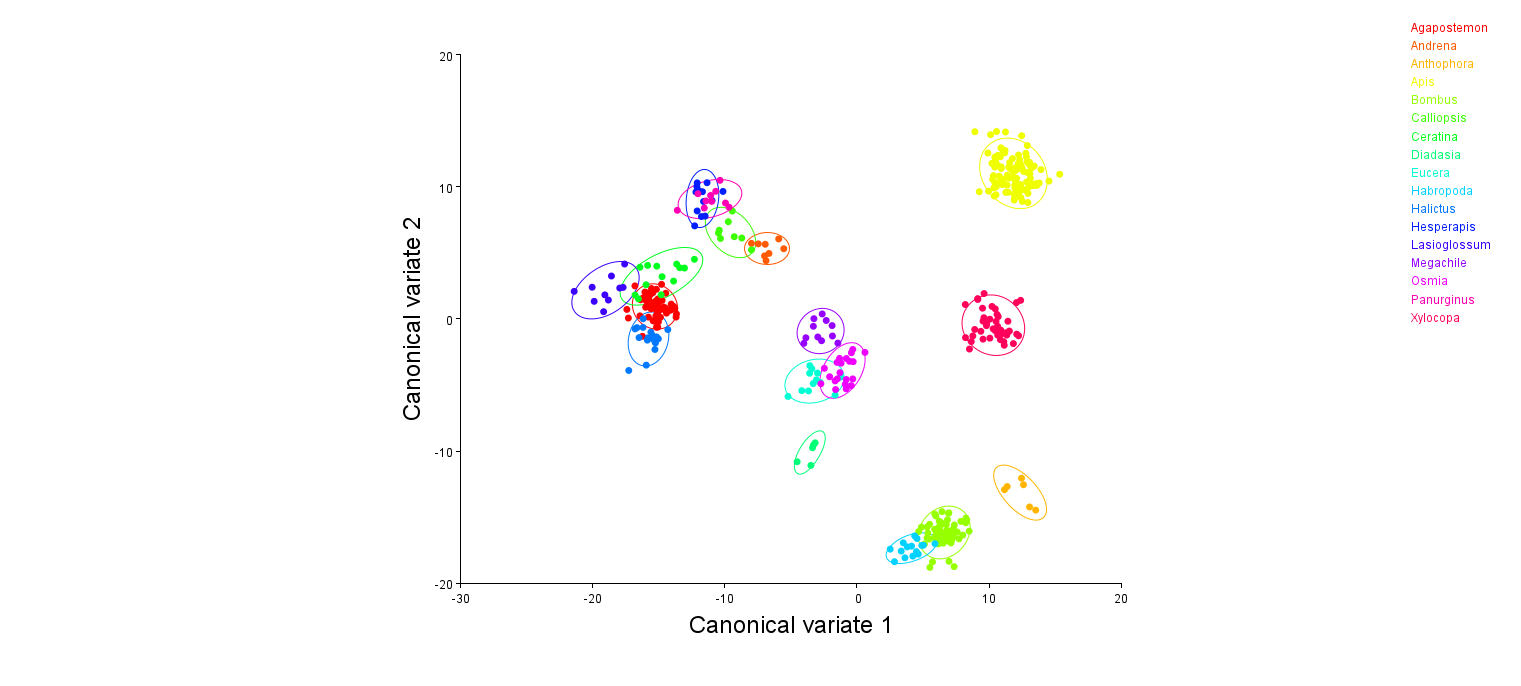 20
10
0
-10
-20
-30
-20
-10
0
10
20
Canonical variate 2
Canonical variate 1
Agapostemon
Andrena
Anthophora
Apis
Bombus
Calliopsis
Ceratina
Diadasia
Eucera
Habropoda
Halictus
Hesperapis
Lasioglossum
Megachile
Osmia
Panurginus
Xylocopa